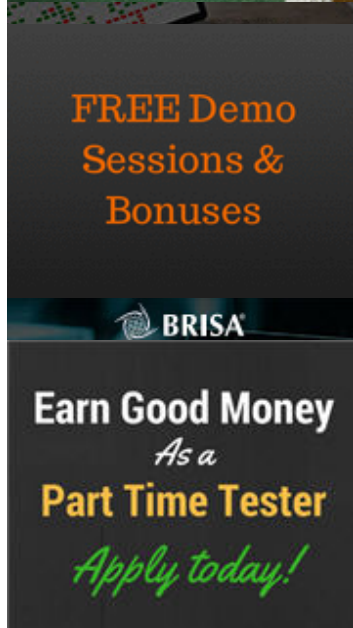 FREE Demo
Sessions &
Bonuses
BRISA
Earn Good Money
As a
Part Time Tester
Apply today!